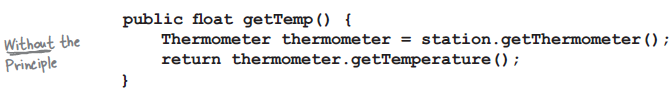 public float getTemp() {
Without the
Thermometer thermometer = station.getThermometer();
Principle
return thermometer.getTemperature();
}